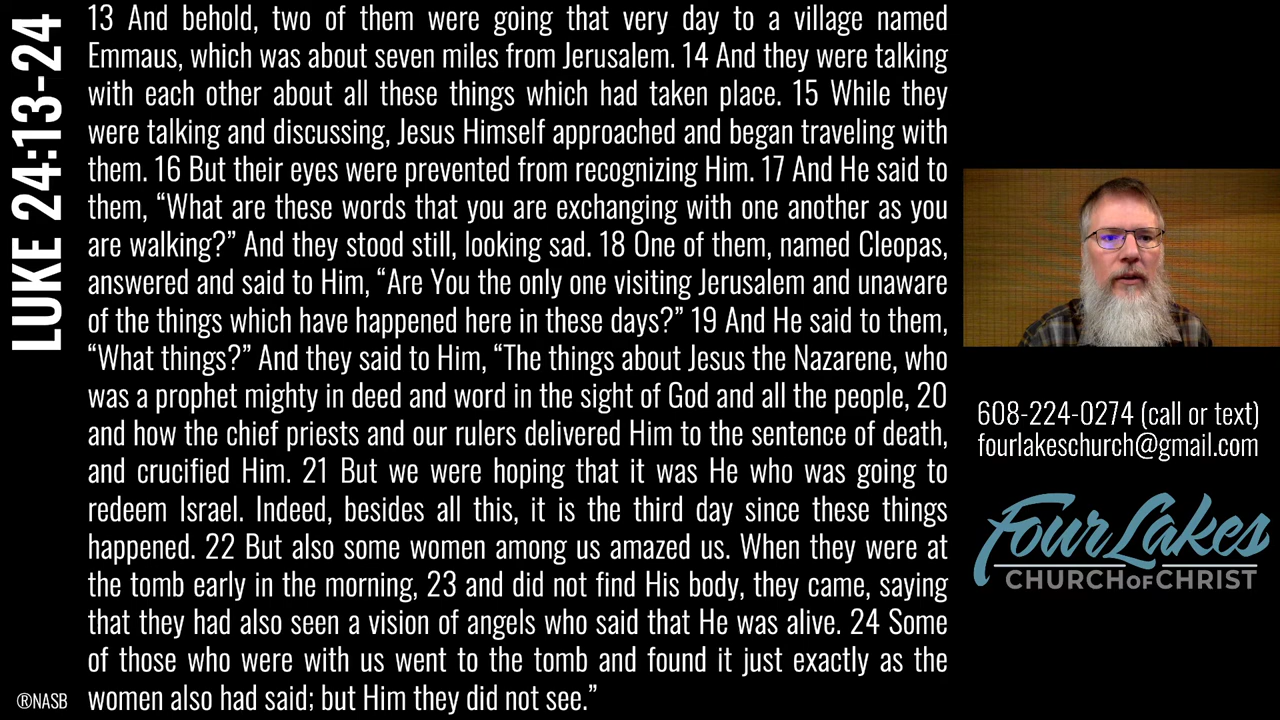 LUKE 24:13-24
13 And behold, two of them were going that very day to a village named
Emmaus, which was about seven miles from Jerusalem. 14 And they were talking
with each other about all these things which had taken place. 15 While they
were talking and discussing, Jesus Himself approached and began traveling with
them. 16 But their eyes were prevented from recognizing Him. 17 And He said to
them, “What are these words that you are exchanging with one another as you
are walking?” And they stood still, looking sad. 18 One of them, named Cleopas,
answered and said to Him, “Are You the only one visiting Jerusalem and unaware
of the things which have happened here in these days?” 19 And He said to them,
“What things?” And they said to Him, “The things about Jesus the Nazarene, who
was a prophet mighty in deed and word in the sight of God and all the people, 20
and how the chief priests and our rulers delivered Him to the sentence of death,
and crucified Him. 21 But we were hoping that it was He who was going to
redeem Israel. Indeed, besides all this, it is the third day since these things
happened. 22 But also some women among us amazed us. When they were at
the tomb early in the morning, 23 and did not find His body, they came, saying
that they had also seen a vision of angels who said that He was alive. 24 Some
of those who were with us went to the tomb and found it just exactly as the
women also had said; but Him they did not see.”
®NASB
608-224-0274 (call or text)
fourlakeschurch@gmail.com
Four Lakes
CHURCH OF CHRIST